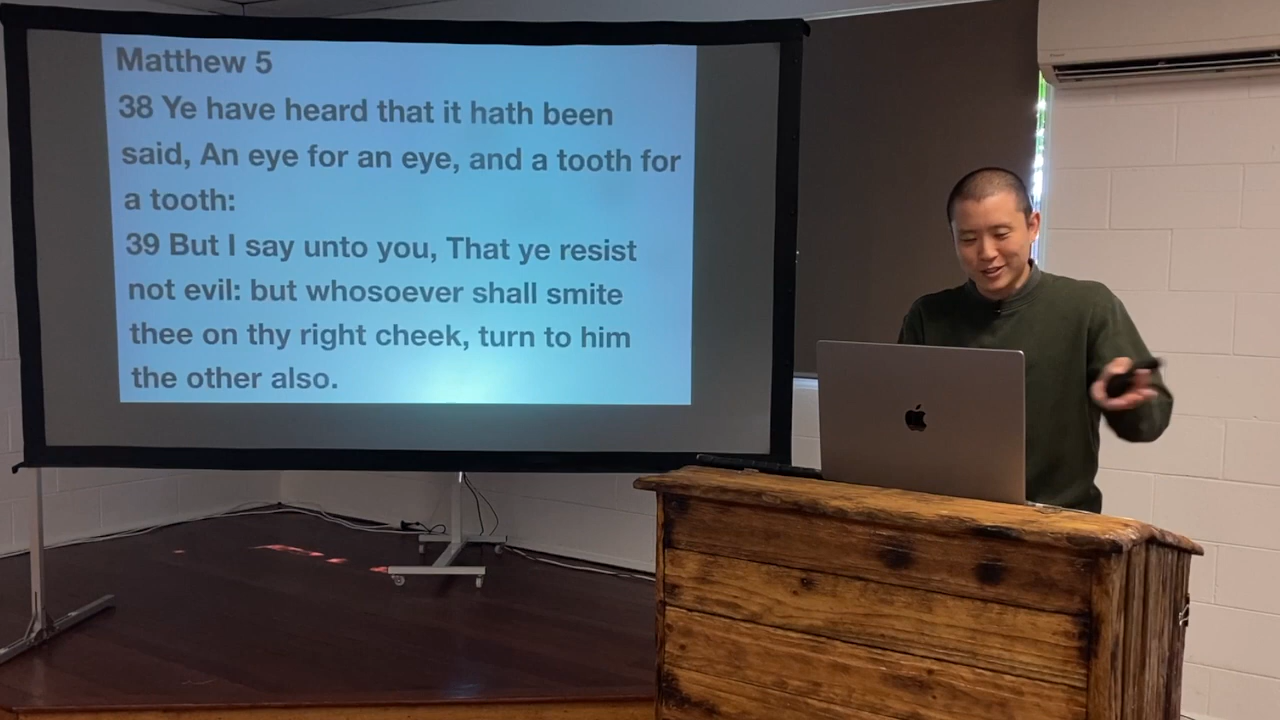 Matthew 5
38 Ye have heard that it hath been
said, An eye for an eye, and a tooth for
a tooth:
39 But I say unto you, That ye resist
not evil: but whosoever shall smite
thee on thy right cheek, turn to him
the other also.